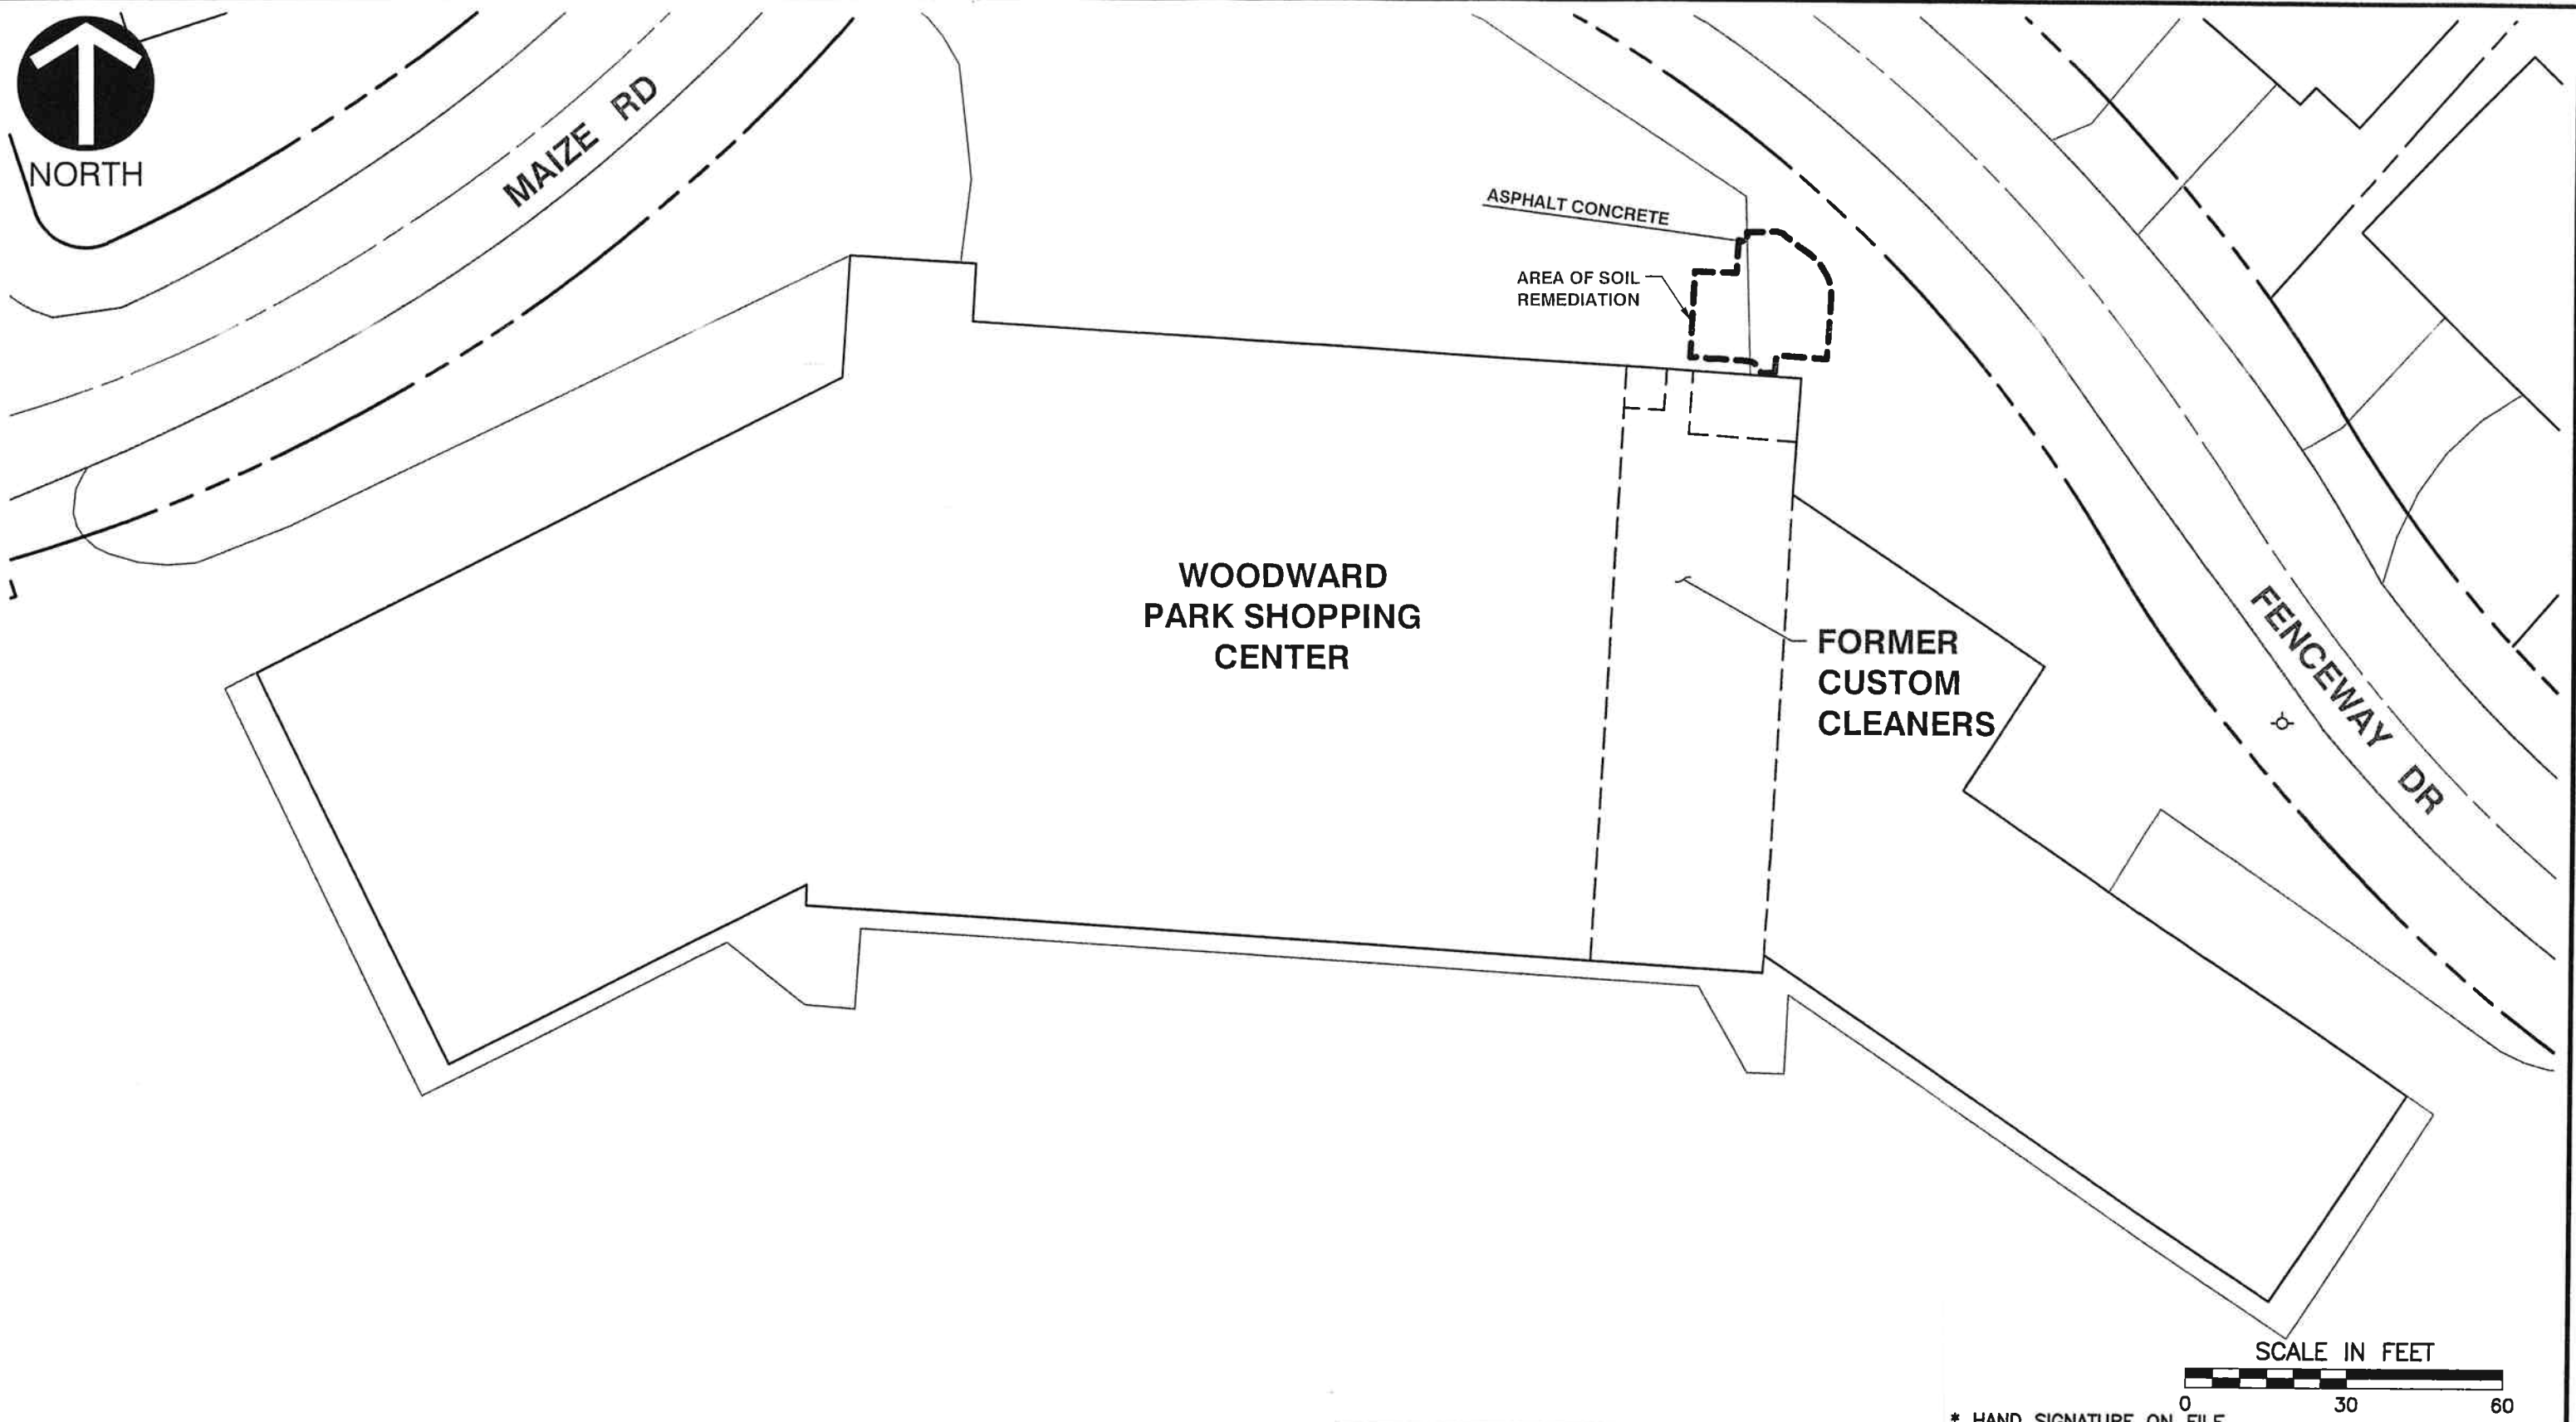 NORTH
MAIZE RD
ASPHALT CONCRETE
AREA OF SOIL
REMEDIATION
WOODWARD
PARK SHOPPING
CENTER
FORMER
CUSTOM
CLEANERS
FENCEWAY DR
SCALE IN FEET
0 30 60
* HAND SIGNATURE ON FILE